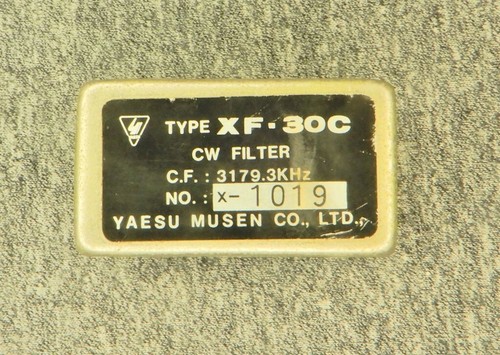 TYPE XF-30C
CW FILTER
C.F. : 3179.3KHz
NO. : x-1019
YAESU MUSEN CO., LTD.